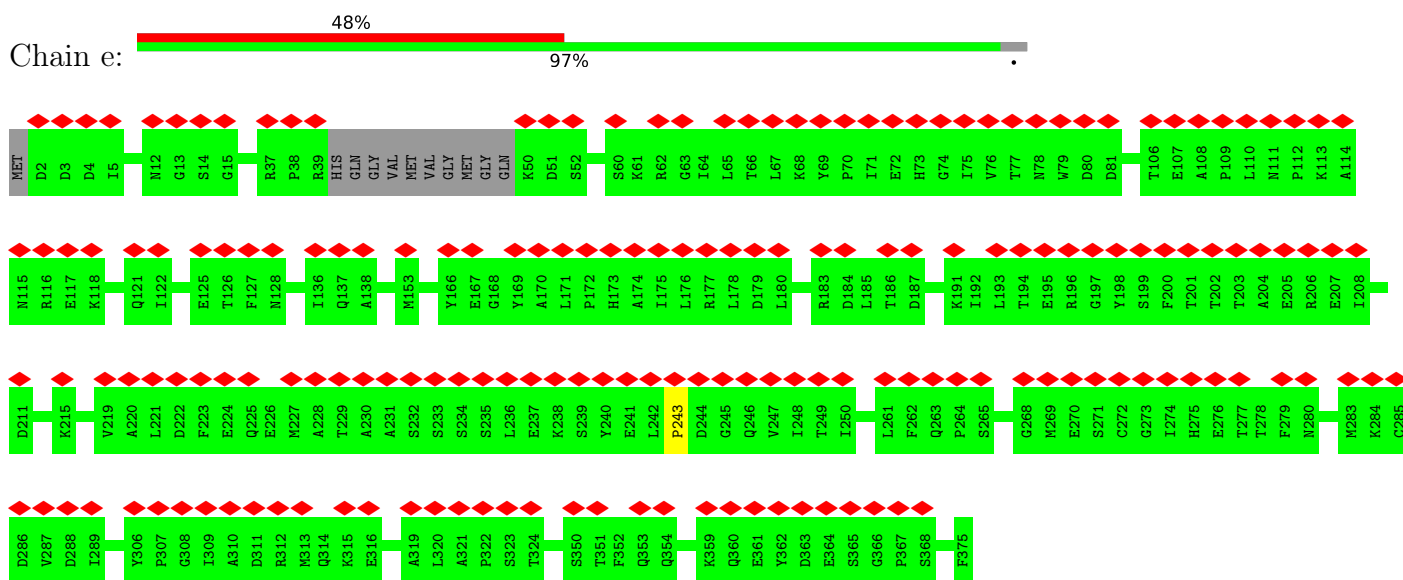 48%
Chain e:
97%
.
MET D2 D3 D4 I5 N12 G13 S14 G15 R37 P38 R39 HIS GLN GLY VAL MET VAL GLY MET GLY GLN K50 D51 S52 S60 K61 R62 G63 I64 L65 T66 L67 K68 Y69 P70 I71 E72 H73 G74 I75 V76 T77 N78 W79 D80 D81 T106 E107 A108 P109 L110 N111 P112 K113 A114
N115 R116 E117 K118 Q121 I122 E125 T126 F127 N128 I136 Q137 A138 M153 Y166 E167 G168 Y169 A170 L171 P172 H173 A174 I175 L176 R177 L178 D179 L180 R183 D184 L185 T186 D187 K191 I192 L193 T194 E195 R196 G197 Y198 S199 F200 T201 T202 T203 A204 E205 R206 E207 I208
D211 K215 V219 A220 L221 D222 F223 E224 Q225 E226 M227 A228 T229 A230 A231 S232 S233 S234 S235 L236 E237 K238 S239 Y240 E241 L242 P243 D244 G245 Q246 V247 I248 T249 I250 L261 F262 Q263 P264 S265 G268 M269 E270 S271 C272 G273 I274 H275 E276 T277 T278 F279 N280 M283 K284 C285
D286 V287 D288 I289 Y306 P307 G308 I309 A310 D311 R312 M313 Q314 K315 E316 A319 L320 A321 P322 S323 T324 S350 T351 F352 Q353 Q354 K359 Q360 E361 Y362 D363 E364 S365 G366 P367 S368 F375